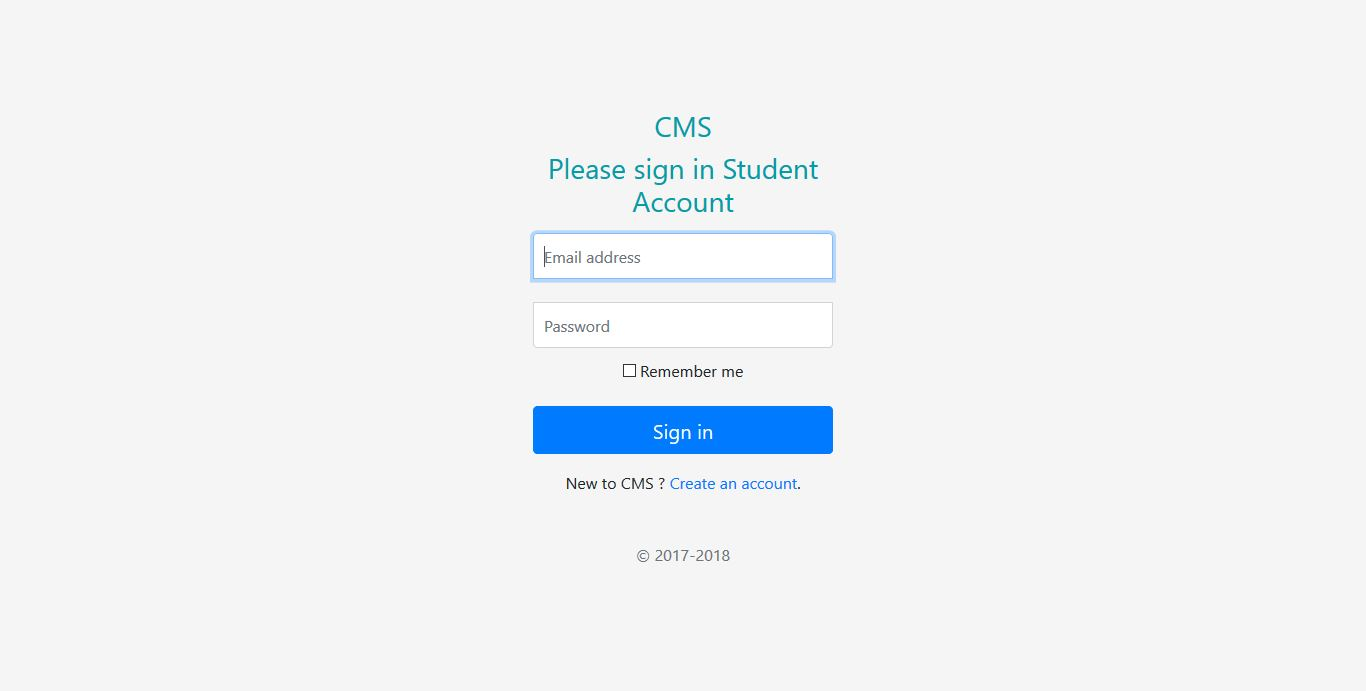 CMS
Please sign in Student
Account
Email address
Password
Remember me
Sign in
New to CMS ? Create an account.
© 2017-2018